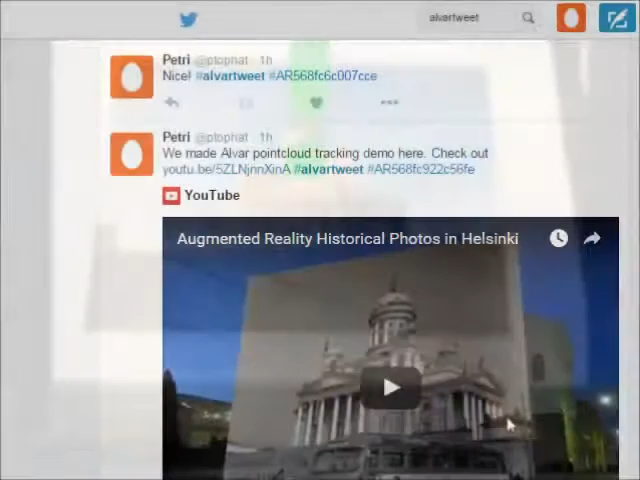 alvartweet
Petri @ptophat · 1h
Nice! #alvartweet #AR568fc6c007cce
Petri @ptophat · 1h
We made Alvar pointcloud tracking demo here. Check out
youtu.be/5ZLNjnnXinA #alvartweet #AR568fc922c56fe
YouTube
Augmented Reality Historical Photos in Helsinki